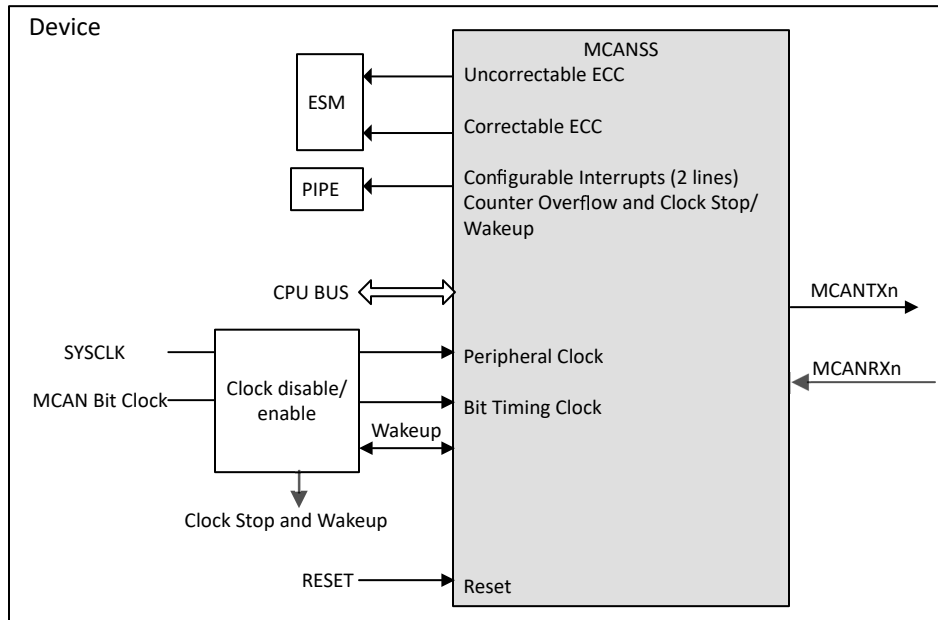 Device
MCANSS
Uncorrectable ECC
ESM
Correctable ECC
Configurable Interrupts (2 lines)
PIPE
Counter Overflow and Clock Stop/
Wakeup
CPU BUS
MCANTXn
SYSCLK
Peripheral Clock
MCANRXn
Clock disable/
enable
MCAN Bit Clock
Bit Timing Clock
Wakeup
Clock Stop and Wakeup
RESET
Reset